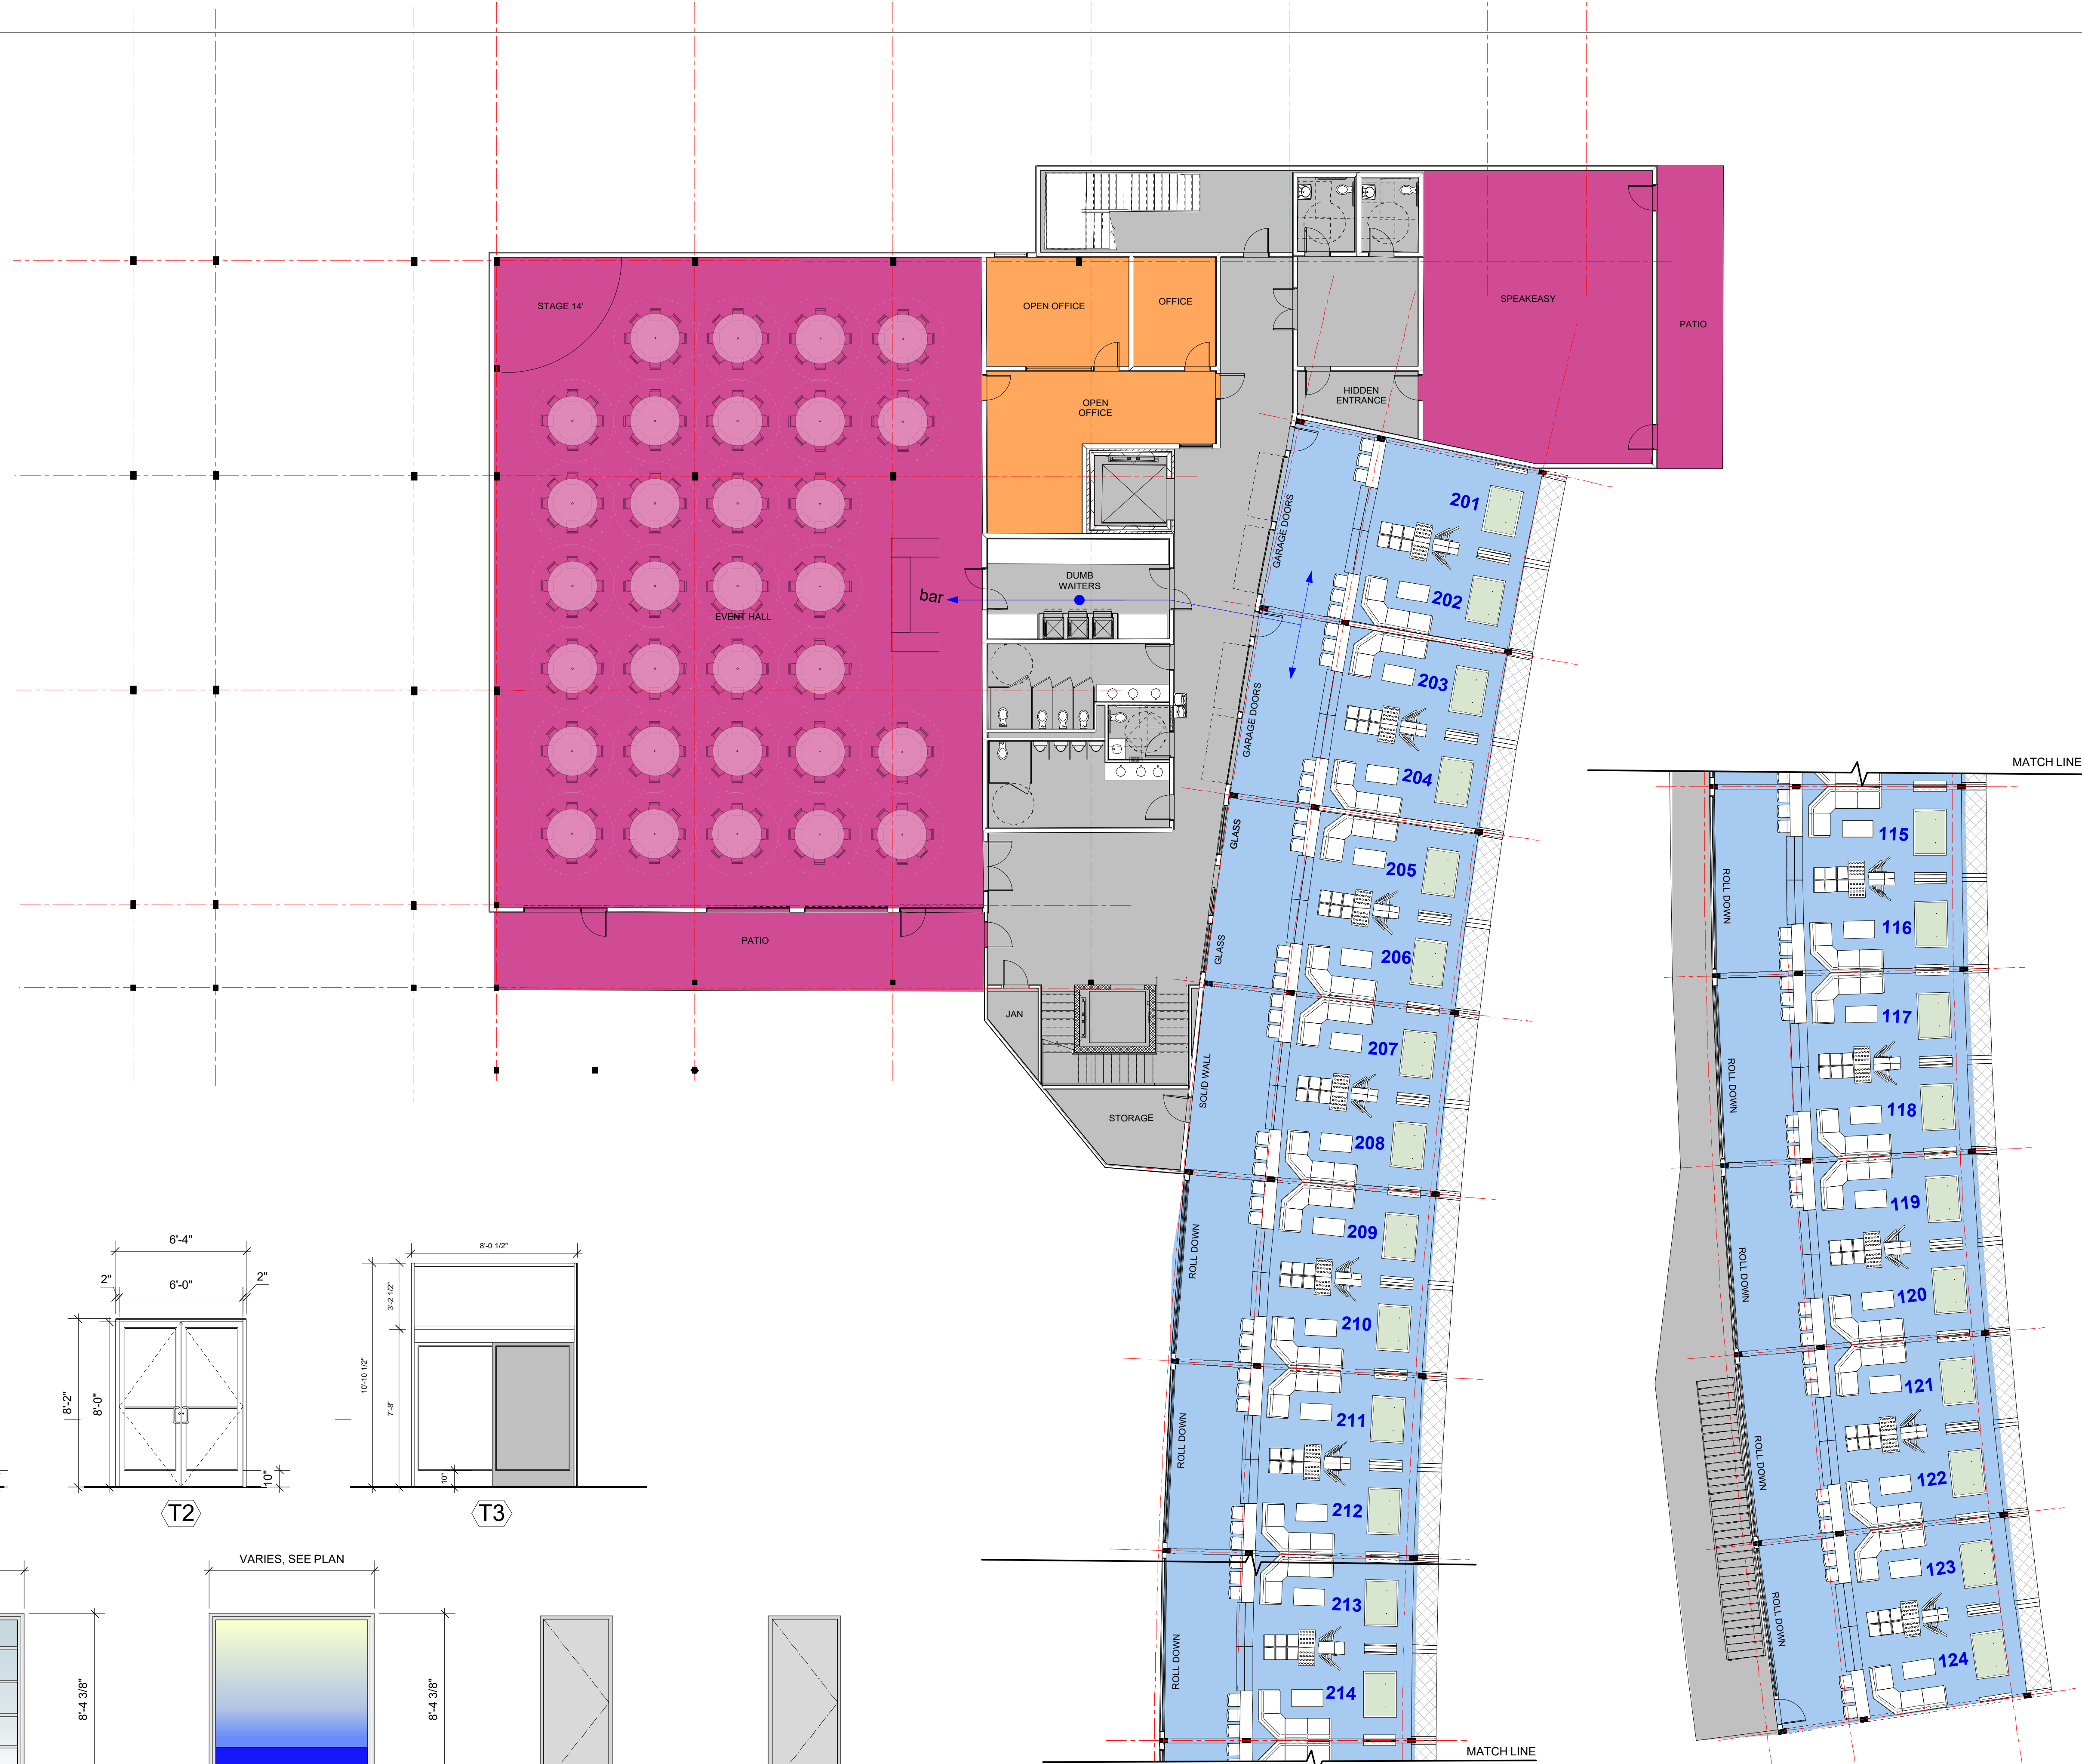 STAGE 14'
OPEN OFFICE
OFFICE
SPEAKEASY
PATIO
HIDDEN
ENTRANCE
OPEN
OFFICE
DUMB
WAITERS
bar
EVENT HALL
PATIO
JAN
STORAGE
GARAGE DOORS
GARAGE DOORS
GLASS
GLASS
SOLID WALL
ROLL DOWN
ROLL DOWN
ROLL DOWN
201
202
203
204
205
206
207
208
209
210
211
212
213
214
MATCH LINE
MATCH LINE
115
116
117
118
119
120
121
122
123
124
ROLL DOWN
ROLL DOWN
ROLL DOWN
ROLL DOWN
ROLL DOWN
6'-4"
2"
6'-0"
2"
8'-2"
8'-0"
10"
T2
8'-0 1/2"
3'-2 1/2"
10'-10 1/2"
7'-8"
10"
T3
VARIES, SEE PLAN
8'-4 3/8"
8'-4 3/8"